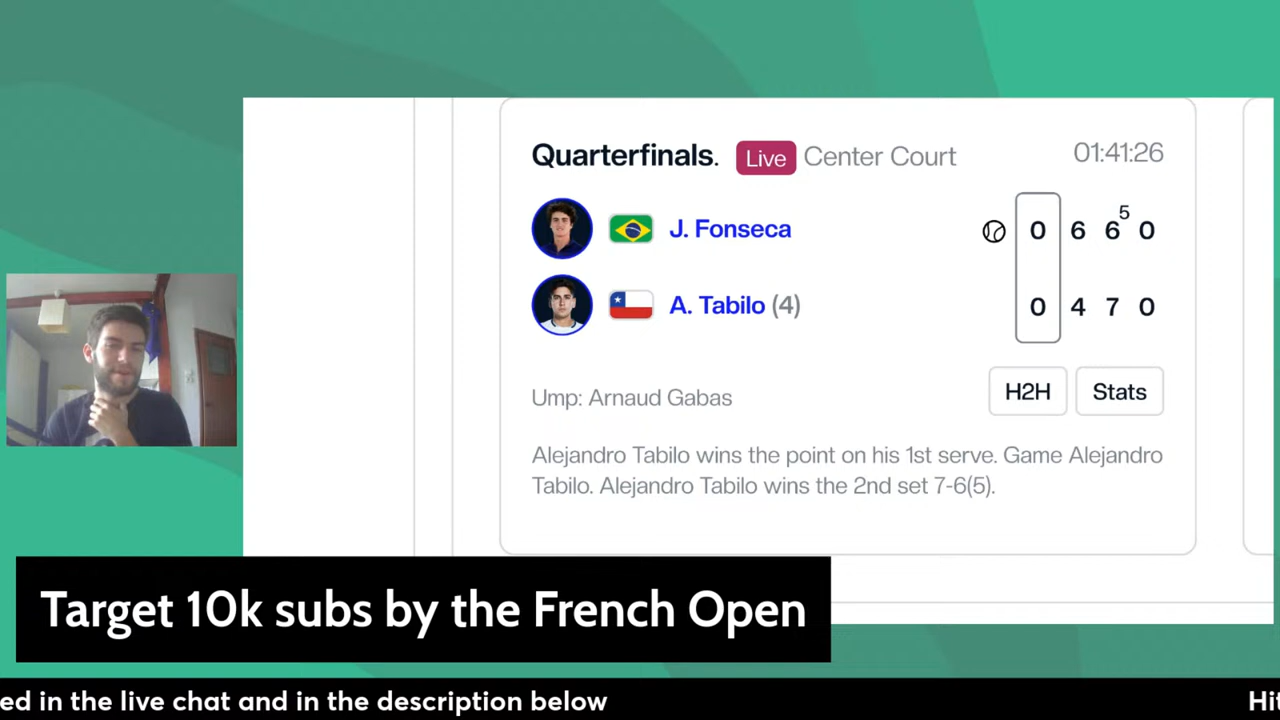 Quarterfinals. Live Center Court 01:41:26
J. Fonseca 0 6 6 5 0
A. Tabilo (4) 0 4 7 0
Ump: Arnaud Gabas H2H Stats
Alejandro Tabilo wins the point on his 1st serve. Game Alejandro
Tabilo. Alejandro Tabilo wins the 2nd set 7-6(5).
Target 10k subs by the French Open
ed in the live chat and in the description below Hit